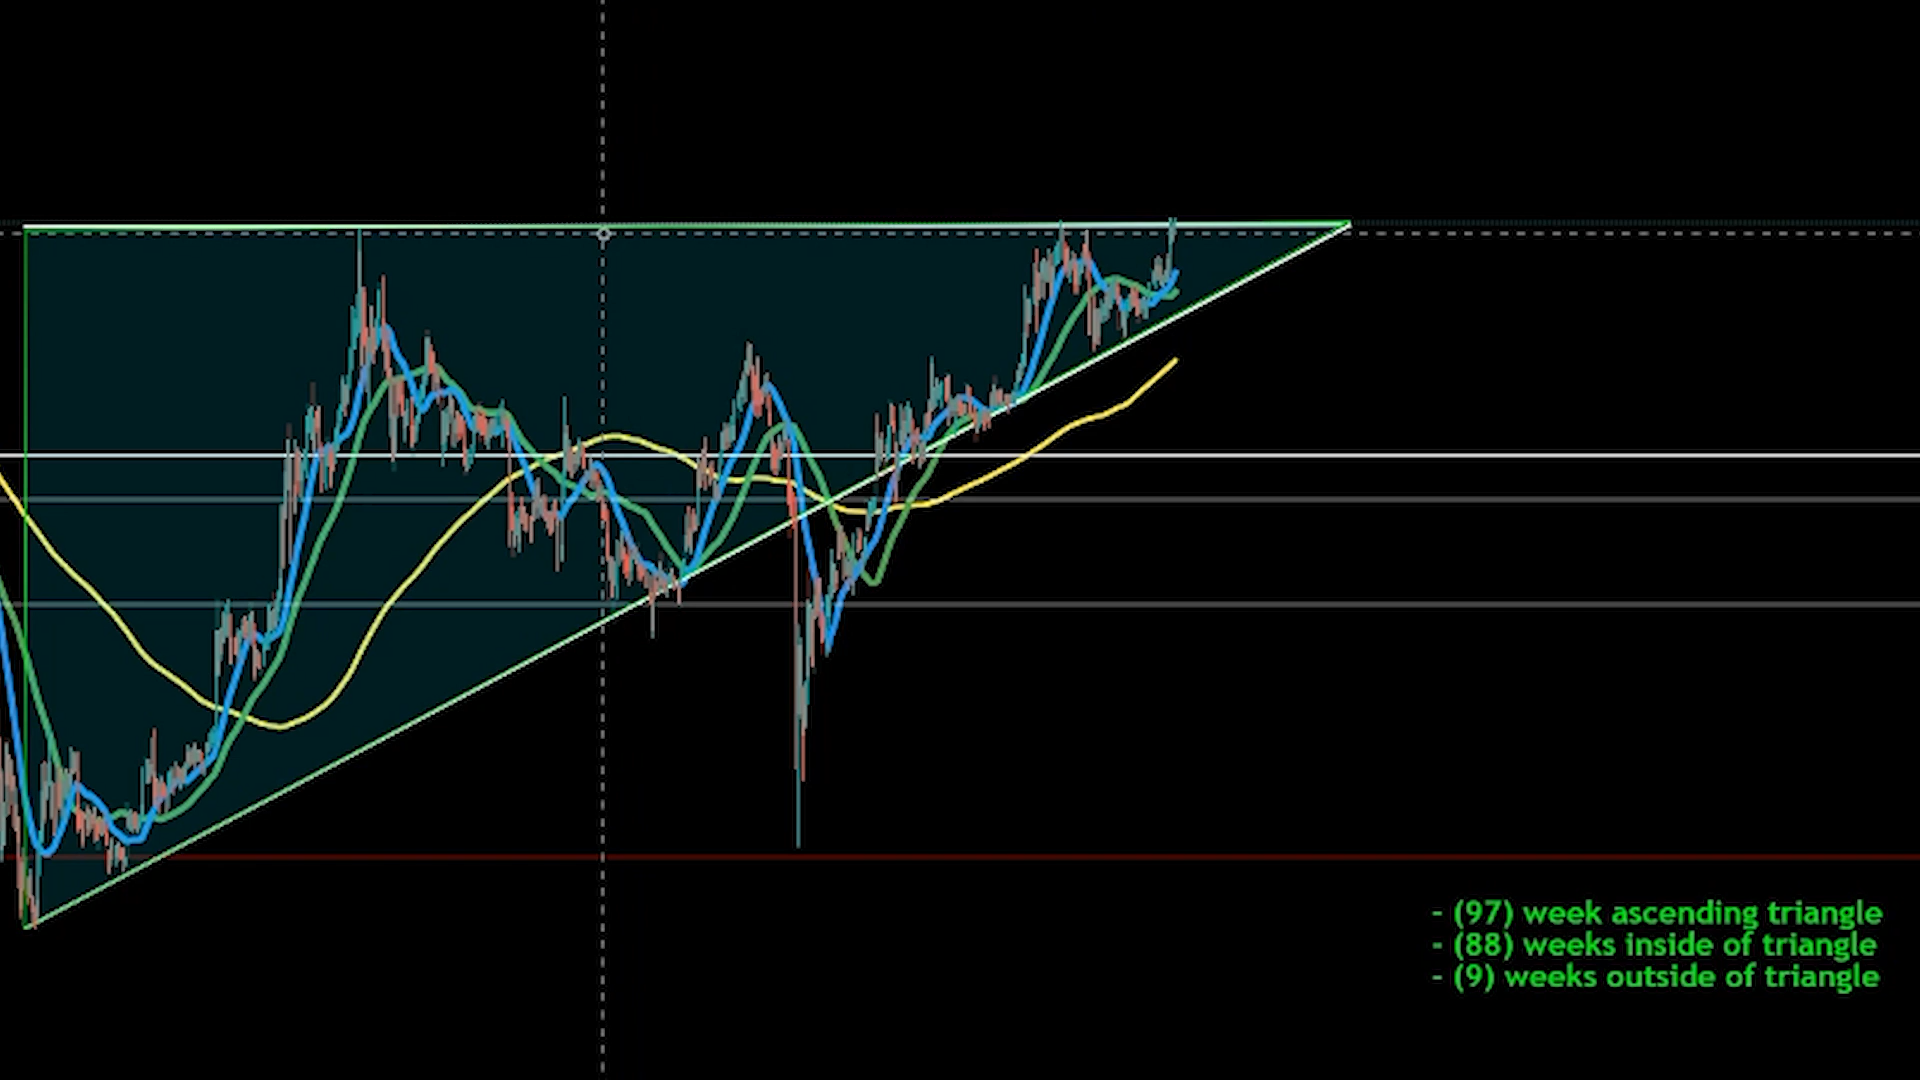 - (97) week ascending triangle
- (88) weeks inside of triangle
- (9) weeks outside of triangle